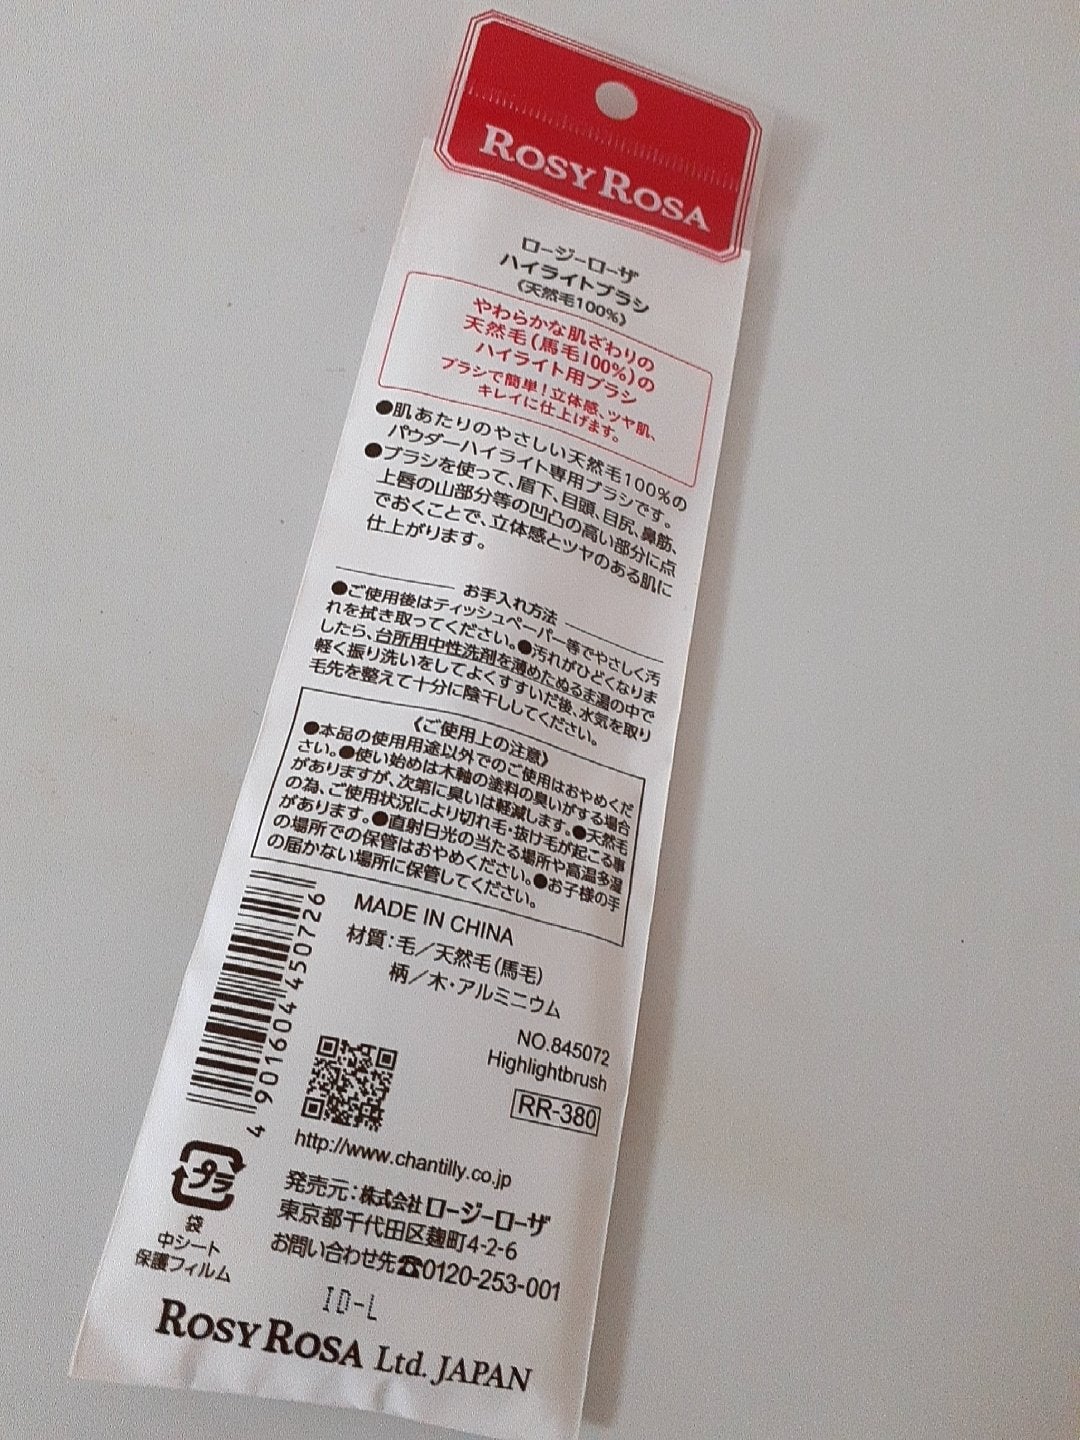 ROSY ROSA
ロージーローザ
ハイライトブラシ
《天然毛100%》
やわらかな肌ざわりの
天然毛(馬毛100%)の
ハイライト用ブラシ
ブラシで簡単！立体感、ツヤ肌、
キレイに仕上げます。
●肌あたりのやさしい天然毛100%の
パウダーハイライト専用ブラシです。
●ブラシを使って、眉下、目頭、目尻、鼻筋、
上唇の山部分等の凹凸の高い部分に点
でおくことで、立体感とツヤのある肌に
仕上がります。
お手入れ方法
●ご使用後はティッシュペーパー等でやさしく汚
れを拭き取ってください。●汚れがひどくなりま
したら、台所用中性洗剤を薄めたぬるま湯の中で
軽く振り洗いをしてよくすすいだ後、水気を取り
毛先を整えて十分に陰干ししてください。
《ご使用上の注意》
●本品の使用用途以外でのご使用はおやめくだ
さい。●使い始めは木軸の塗料の臭いがする場合
がありますが、次第に臭いは軽減します。●天然毛
の為、ご使用状況により切れ毛・抜け毛が起こる事
があります。●直射日光の当たる場所や高温多湿
の場所での保管はおやめください。●お子様の手
の届かない場所に保管してください。
MADE IN CHINA
材質：毛／天然毛(馬毛)
柄／木・アルミニウム
NO.845072
Highlightbrush
RR-380
4 901604 450726
http://www.chantilly.co.jp
プラ
袋
中シート
保護フィルム
発売元：株式会社ロージーローザ
東京都千代田区麹町4-2-6
お問い合わせ先☎0120-253-001
ID-L
ROSY ROSA Ltd. JAPAN